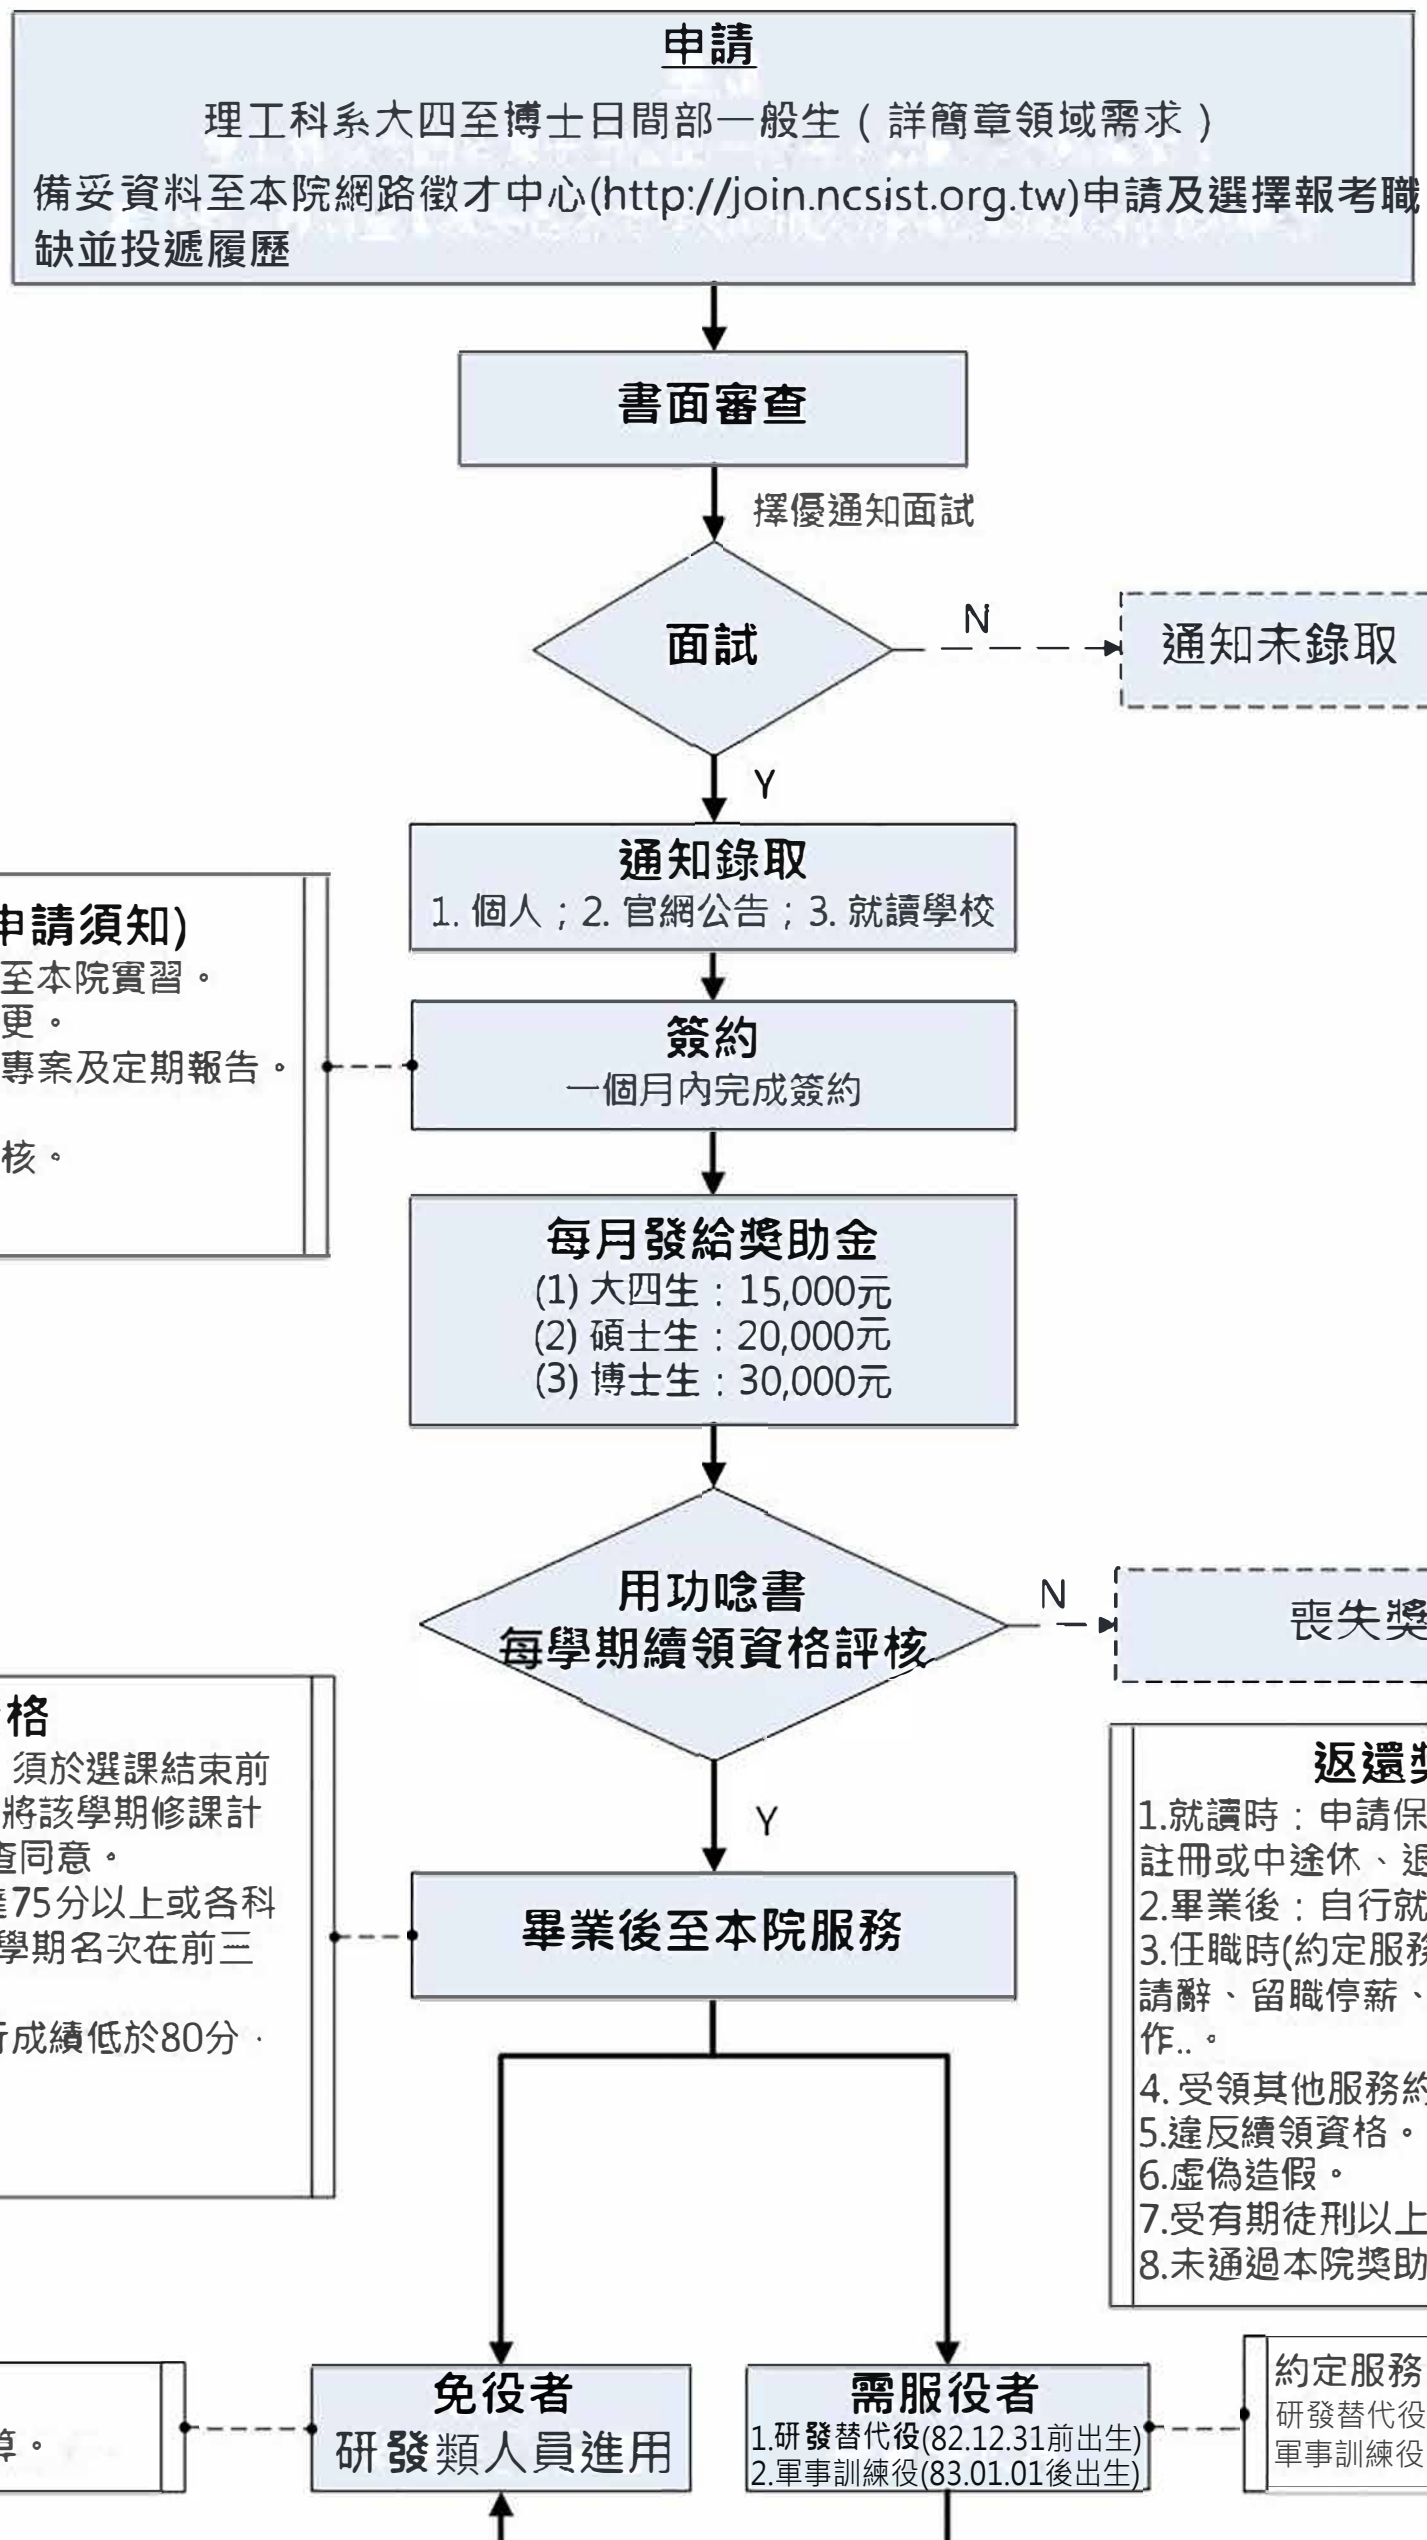 申請
理工科系大四至博士日間部一般生（詳簡章領域需求）
備妥資料至本院網路徵才中心(http://join.ncsist.org.tw)申請及選擇報考職
缺並投遞履歷
書面審查
擇優通知面試
面試
N
通知未錄取
Y
通知錄取
1. 個人；2. 官網公告；3. 就讀學校
申請須知)
至本院實習。
更。
專案及定期報告。
核。
簽約
一個月內完成簽約
每月發給獎助金
(1) 大四生：15,000元
(2) 碩士生：20,000元
(3) 博士生：30,000元
用功唸書
每學期續領資格評核
N
喪失獎
Y
格
須於選課結束前
將該學期修課計
查同意。
達75分以上或各科
學期名次在前三
行成績低於80分，
畢業後至本院服務
返還獎
1.就讀時：申請保
註冊或中途休、退
2.畢業後：自行就
3.任職時(約定服務
請辭、留職停薪、
作..。
4. 受領其他服務約
5.違反續領資格。
6.虛偽造假。
7.受有期徒刑以上
8.未通過本院獎助
算。
免役者
研發類人員進用
需服役者
1.研發替代役(82.12.31前出生)
2.軍事訓練役(83.01.01後出生)
約定服務
研發替代役
軍事訓練役